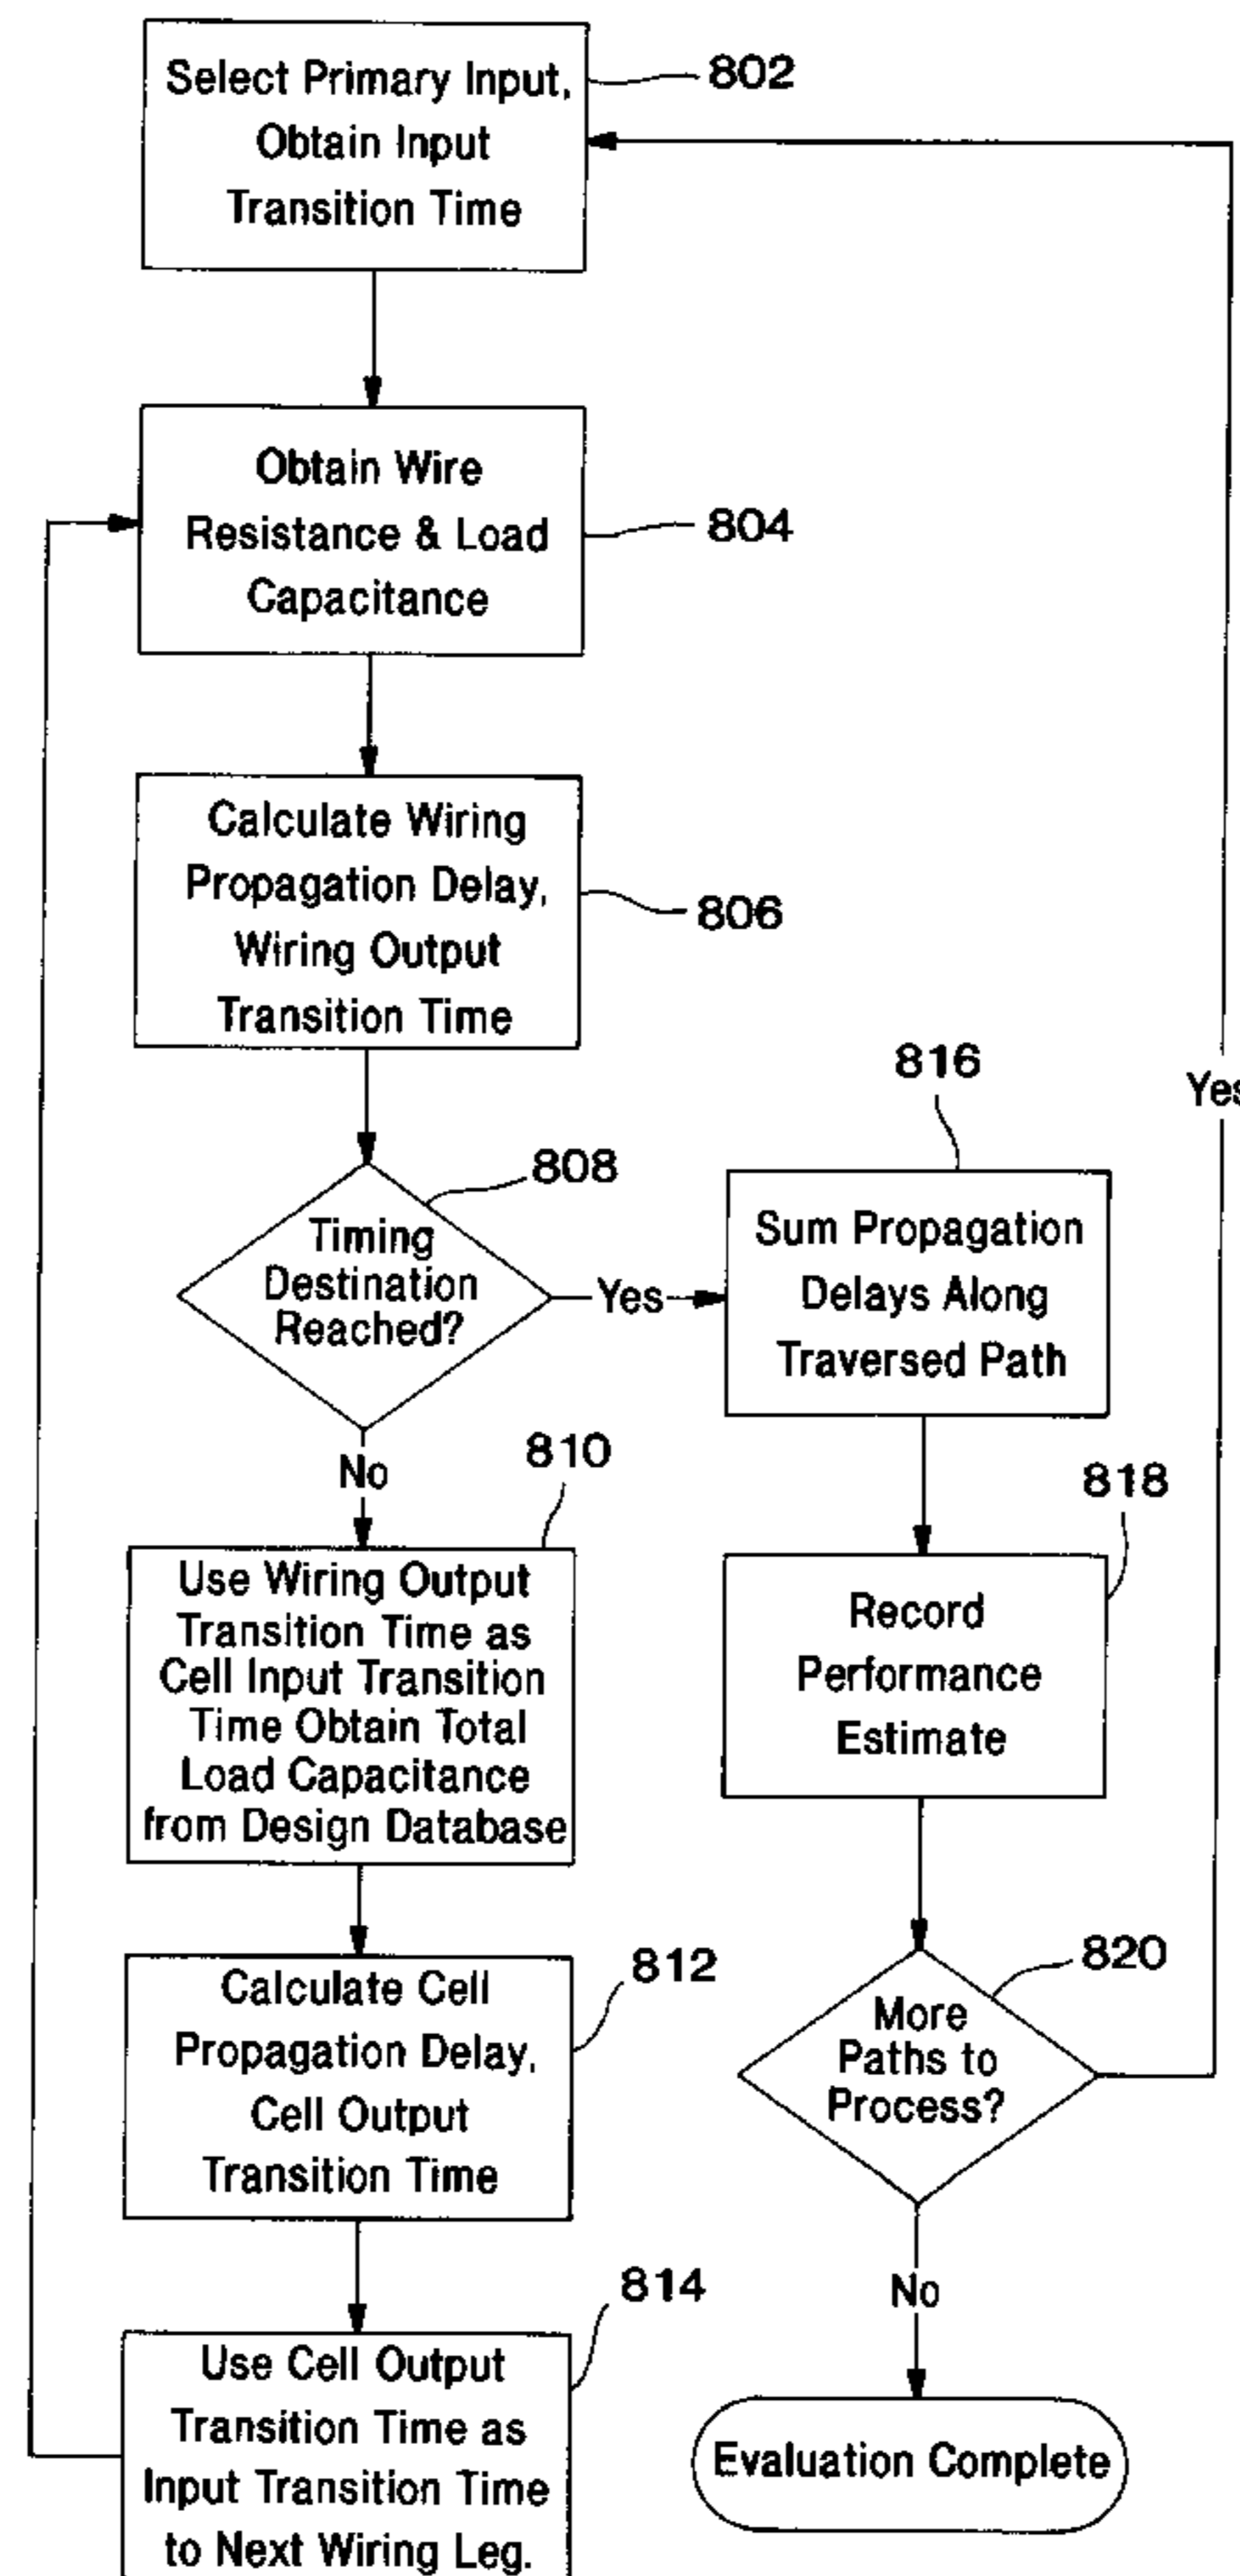 Select Primary Input,
Obtain Input
Transition Time
802
Obtain Wire
Resistance & Load
Capacitance
804
Calculate Wiring
Propagation Delay,
Wiring Output
Transition Time
806
Timing
Destination
Reached?
808
Yes
No
Use Wiring Output
Transition Time as
Cell Input Transition
Time Obtain Total
Load Capacitance
from Design Database
810
Calculate Cell
Propagation Delay,
Cell Output
Transition Time
812
Use Cell Output
Transition Time as
Input Transition Time
to Next Wiring Leg.
814
816
Sum Propagation
Delays Along
Traversed Path
818
Record
Performance
Estimate
820
More
Paths to
Process?
Yes
No
Evaluation Complete